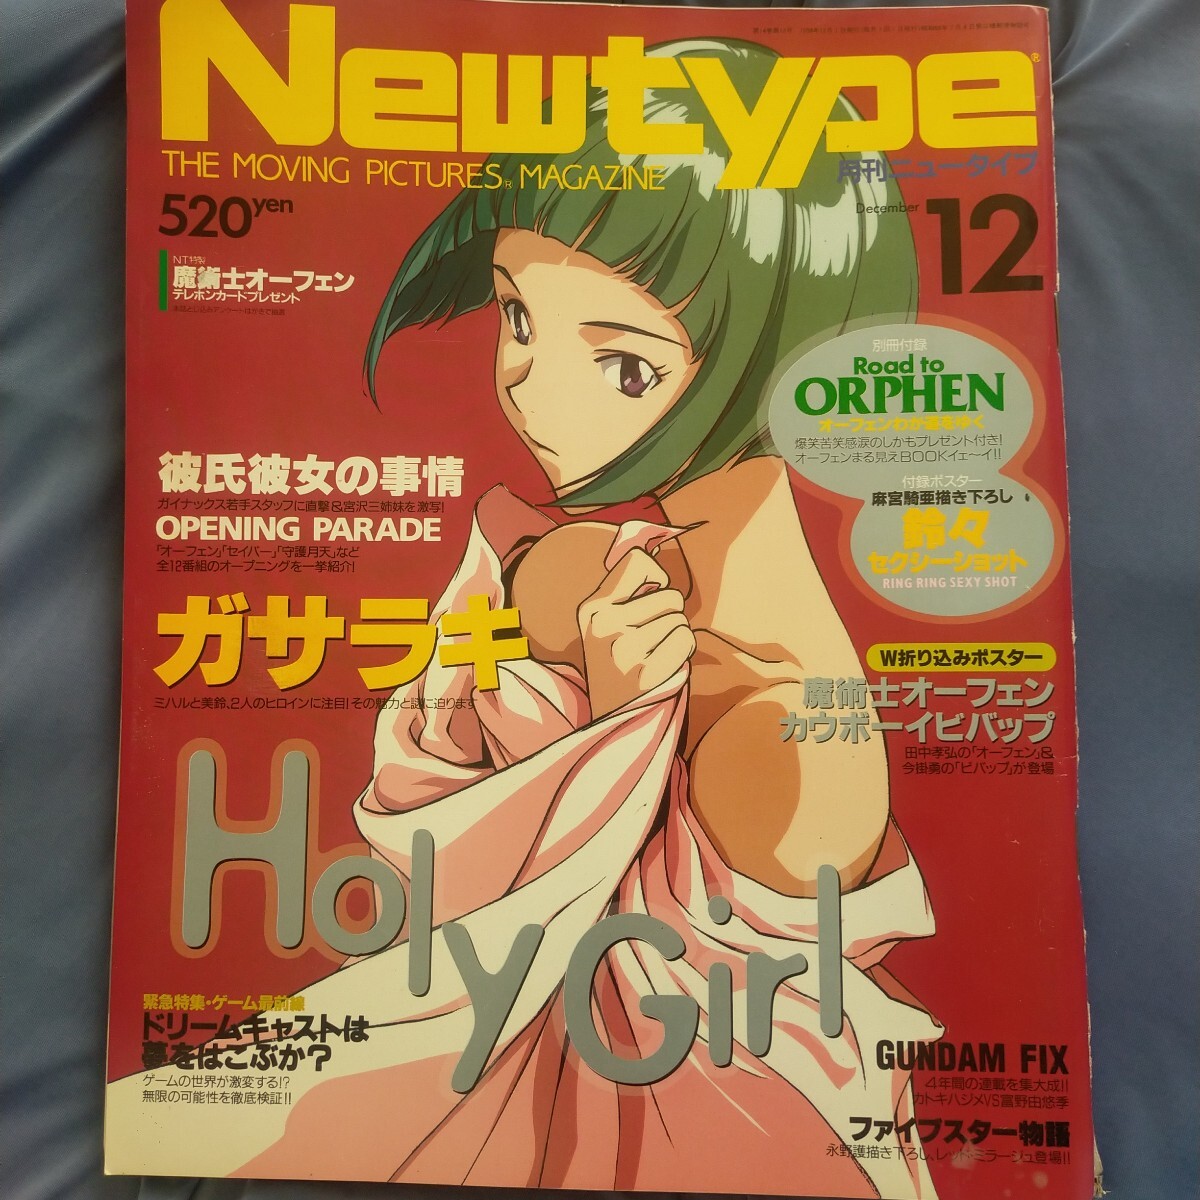 Newtype®
THE MOVING PICTURES® MAGAZINE
月刊ニュータイプ
520yen
December 12
NT特製
魔術士オーフェン
テレホンカードプレゼント
別冊付録
Road to
ORPHEN
オーフェンわが道をゆく
爆笑苦笑感涙のしかもプレゼント付き!
オーフェンまる見えBOOKイェ〜イ!!
付録ポスター
麻宮騎亜描き下ろし
鈴々
セクシーショット
RING RING SEXY SHOT
彼氏彼女の事情
ガイナックス若手スタッフに直撃&宮沢三姉妹を激写!
OPENING PARADE
「オーフェン」「セイバー」「守護月天」など
全12番組のオープニングを一挙紹介!
ガサラキ
ミハルと美鈴、2人のヒロインに注目!その魅力と謎に迫ります
W折り込みポスター
魔術士オーフェン
カウボーイビバップ
田中孝弘の「オーフェン」&
今掛勇の「ビバップ」が登場
Holy Girl
緊急特集・ゲーム最前線
ドリームキャストは
夢をはこぶか?
ゲームの世界が激変する!?
無限の可能性を徹底検証!!
GUNDAM FIX
4年間の連載を集大成!!
カトキハジメVS富野由悠季
ファイブスター物語
永野護描き下ろし、レッド・ミラージュ登場!!